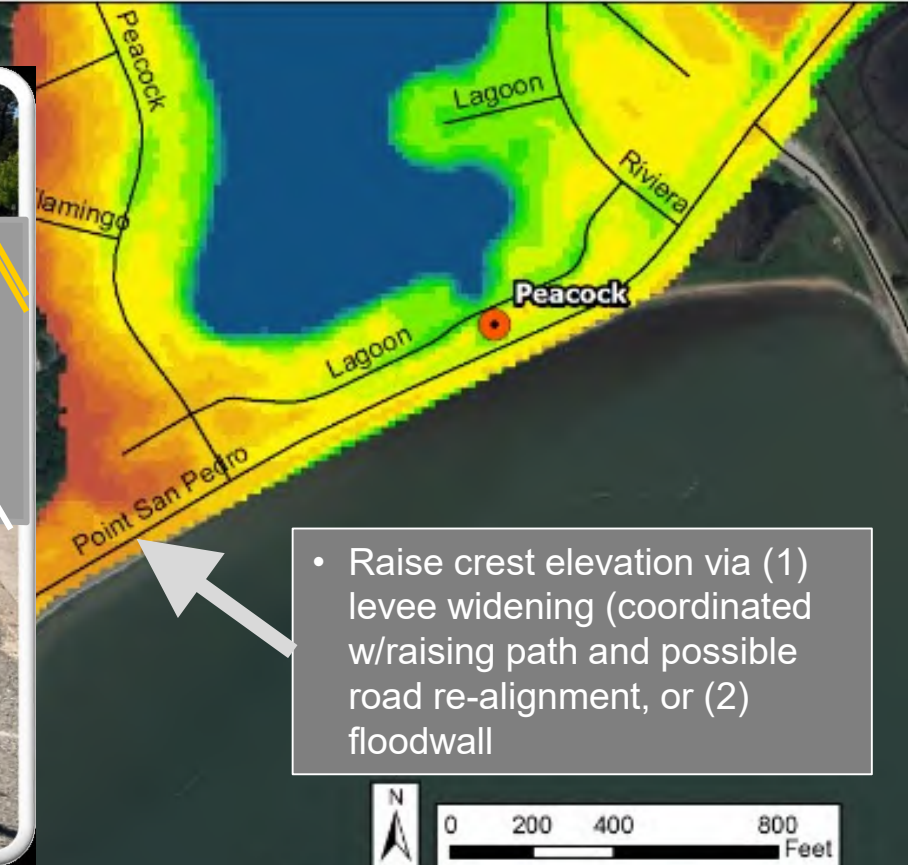 Peacock
Lagoon
Riviera
lamingo
Peacock
Lagoon
Point San Pedro
• Raise crest elevation via (1)
levee widening (coordinated
w/raising path and possible
road re-alignment, or (2)
floodwall
N
0 200 400 800
Feet